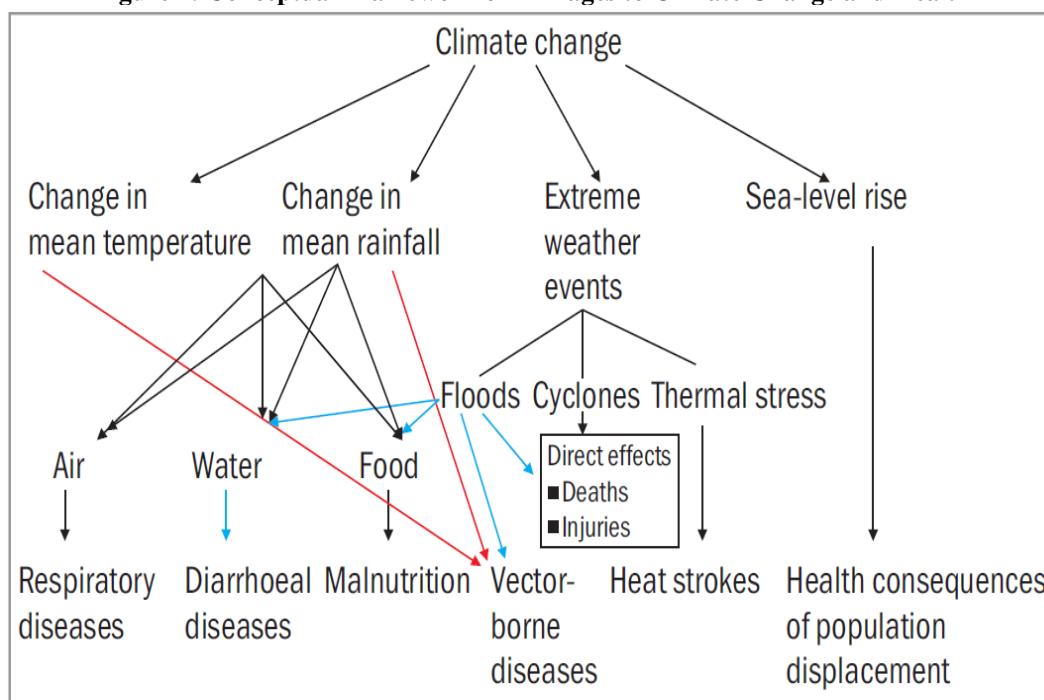 Climate change
Change in
mean temperature
Change in
mean rainfall
Extreme
weather
events
Sea-level rise
Floods
Cyclones
Thermal stress
Air
Water
Food
Direct effects
■Deaths
■Injuries
Respiratory
diseases
Diarrhoeal
diseases
Malnutrition
Vector-
borne
diseases
Heat strokes
Health consequences
of population
displacement